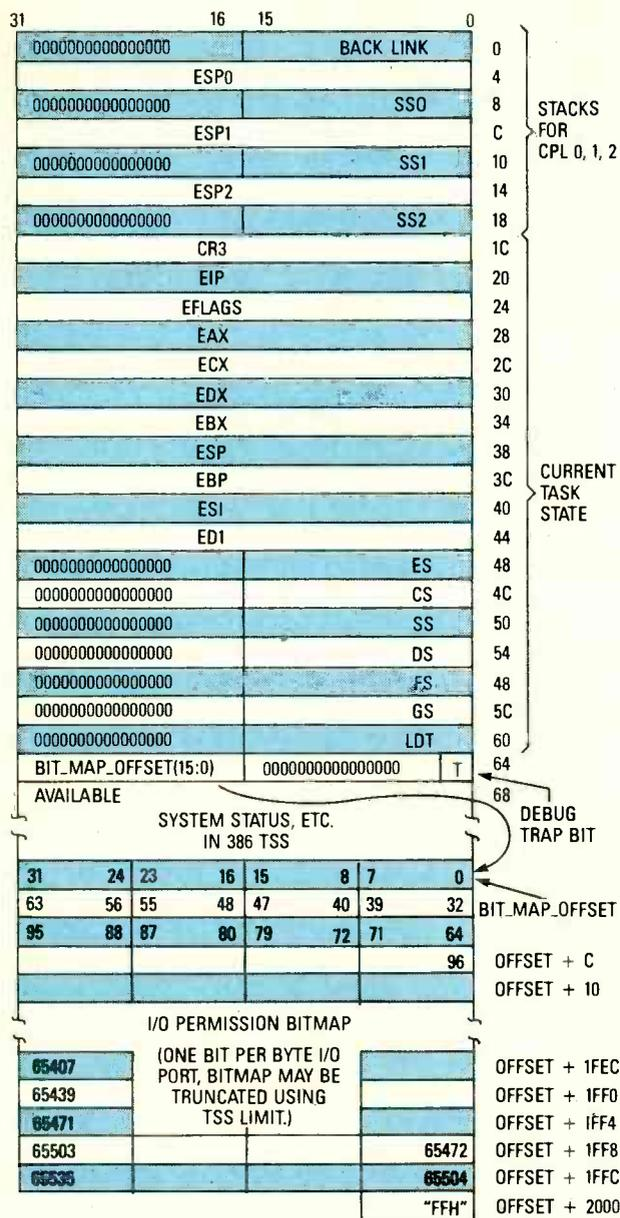 31 16 15 0
0000000000000000 BACK LINK 0
ESP0 4
0000000000000000 SS0 8
ESP1 C
0000000000000000 SS1 10
ESP2 14
0000000000000000 SS2 18
STACKS
FOR
CPL 0, 1, 2
CR3 1C
EIP 20
EFLAGS 24
EAX 28
ECX 2C
EDX 30
EBX 34
ESP 38
EBP 3C
ESI 40
ED1 44
0000000000000000 ES 48
0000000000000000 CS 4C
0000000000000000 SS 50
0000000000000000 DS 54
0000000000000000 FS 48
0000000000000000 GS 5C
0000000000000000 LDT 60
CURRENT
TASK
STATE
BIT_MAP_OFFSET(15:0) 0000000000000000 T 64
AVAILABLE 68
SYSTEM STATUS, ETC.
IN 386 TSS
DEBUG
TRAP BIT
31 24 23 16 15 8 7 0
63 56 55 48 47 40 39 32 BIT_MAP_OFFSET
95 88 87 80 79 72 71 64
96 OFFSET + C
OFFSET + 10
I/O PERMISSION BITMAP
(ONE BIT PER BYTE I/O
PORT, BITMAP MAY BE
TRUNCATED USING
TSS LIMIT.)
65407 OFFSET + 1FEC
65439 OFFSET + 1FF0
65471 OFFSET + 1FF4
65503 65472 OFFSET + 1FF8
65535 65504 OFFSET + 1FFC
"FFH" OFFSET + 2000